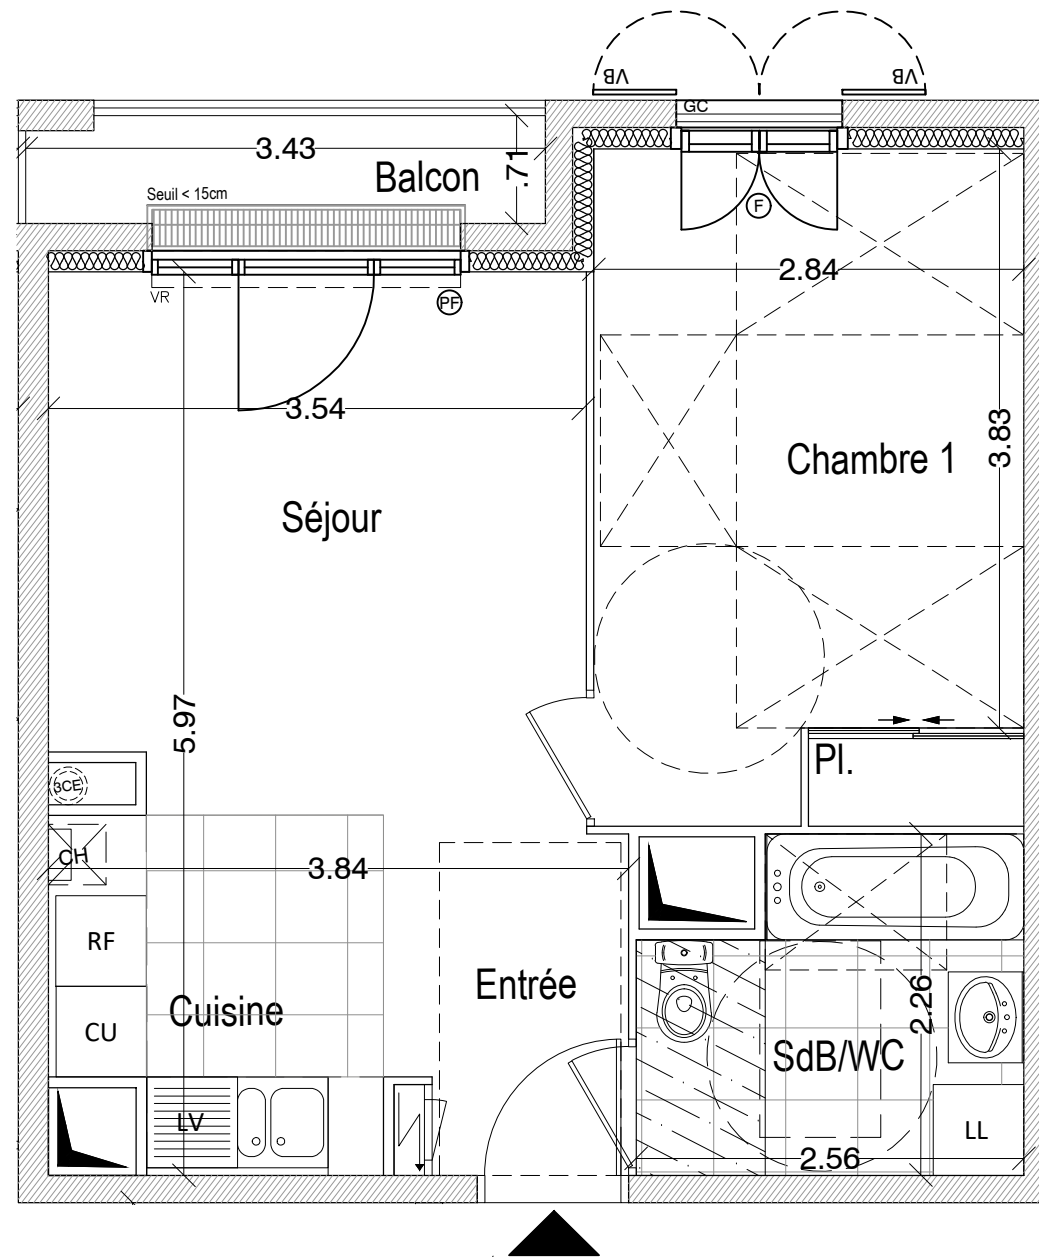 VB
VB
GC
3.43
Balcon
.71
Seuil < 15cm
F
2.84
VR
PF
3.54
3.83
Chambre 1
Séjour
5.97
Pl.
3CE
CH
3.84
RF
Entrée
Cuisine
2.26
CU
SdB/WC
LV
LL
2.56